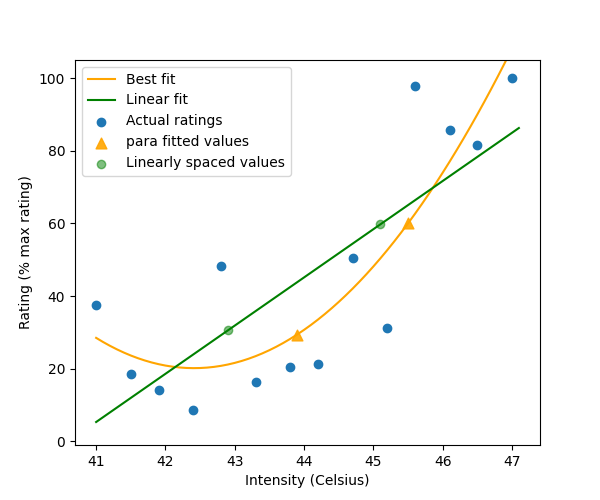 Best fit
Linear fit
Actual ratings
para fitted values
Linearly spaced values
100
80
60
40
20
0
Rating (% max rating)
41 42 43 44 45 46 47
Intensity (Celsius)